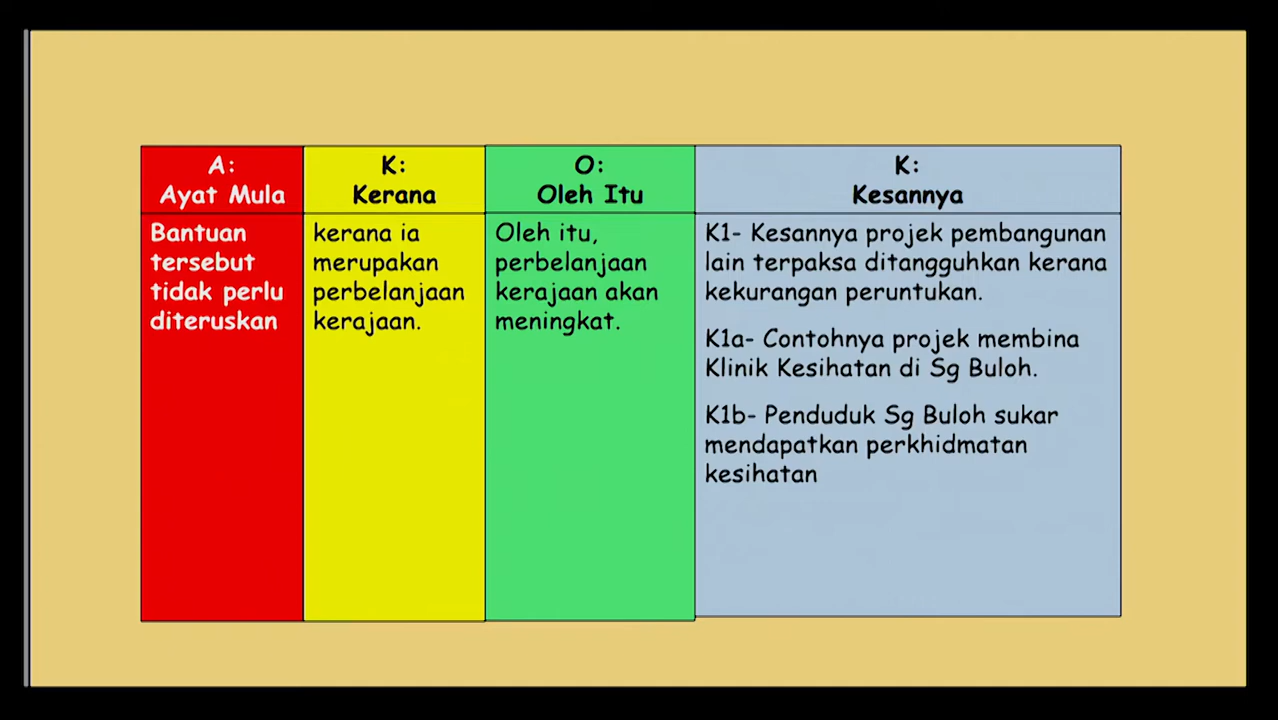 A:
Ayat Mula
K:
Kerana
O:
Oleh Itu
K:
Kesannya
Bantuan
tersebut
tidak perlu
diteruskan
kerana ia
merupakan
perbelanjaan
kerajaan.
Oleh itu,
perbelanjaan
kerajaan akan
meningkat.
K1- Kesannya projek pembangunan
lain terpaksa ditangguhkan kerana
kekurangan peruntukan.
K1a- Contohnya projek membina
Klinik Kesihatan di Sg Buloh.
K1b- Penduduk Sg Buloh sukar
mendapatkan perkhidmatan
kesihatan